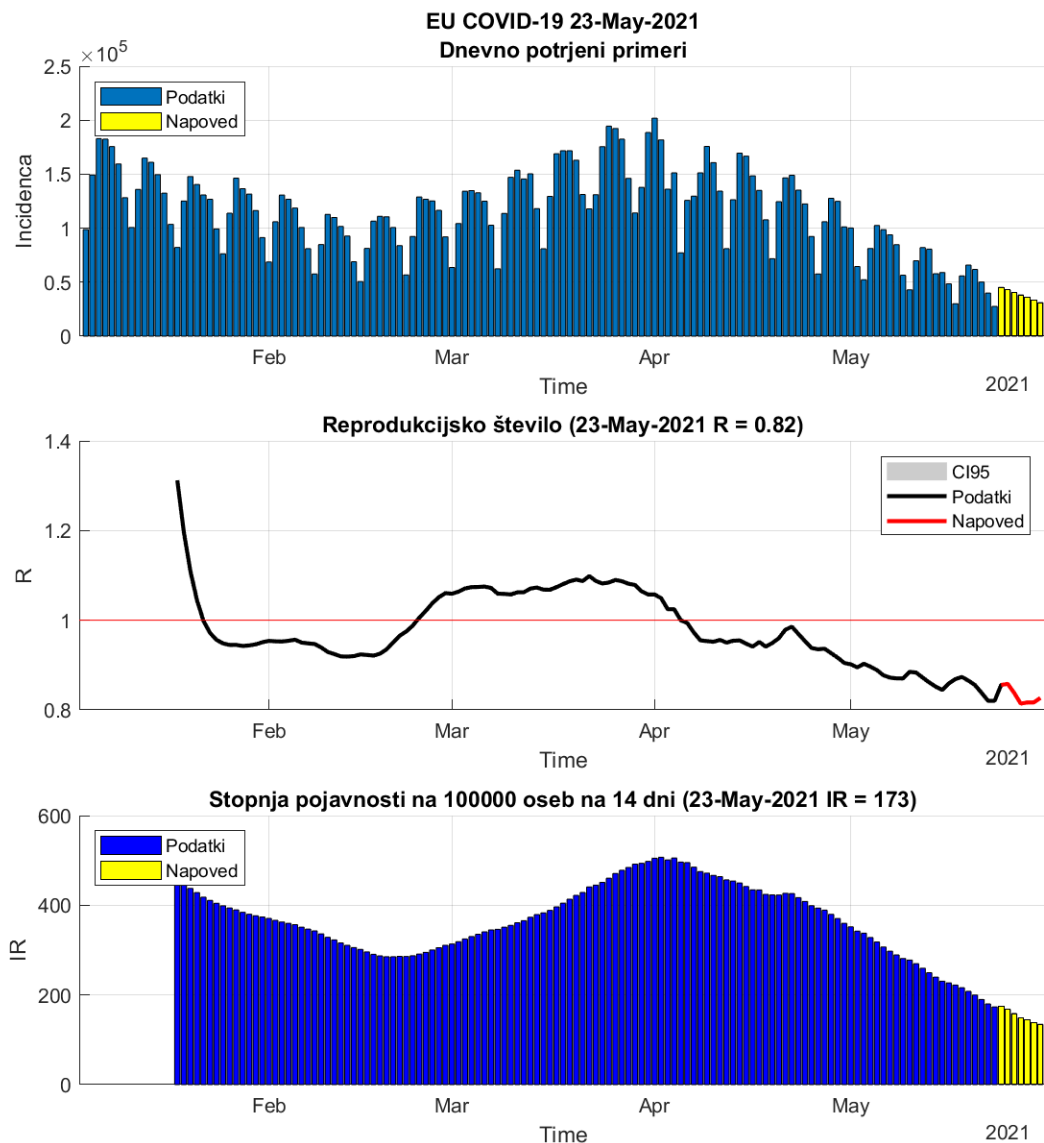 EU COVID-19 23-May-2021
Dnevno potrjeni primeri
×10^5
2.5
2
1.5
1
0.5
0
Incidenca
Podatki
Napoved
Feb
Mar
Apr
May
Time
2021
Reprodukcijsko število (23-May-2021 R = 0.82)
1.4
1.2
1
0.8
R
CI95
Podatki
Napoved
Feb
Mar
Apr
May
Time
2021
Stopnja pojavnosti na 100000 oseb na 14 dni (23-May-2021 IR = 173)
600
400
200
0
IR
Podatki
Napoved
Feb
Mar
Apr
May
Time
2021